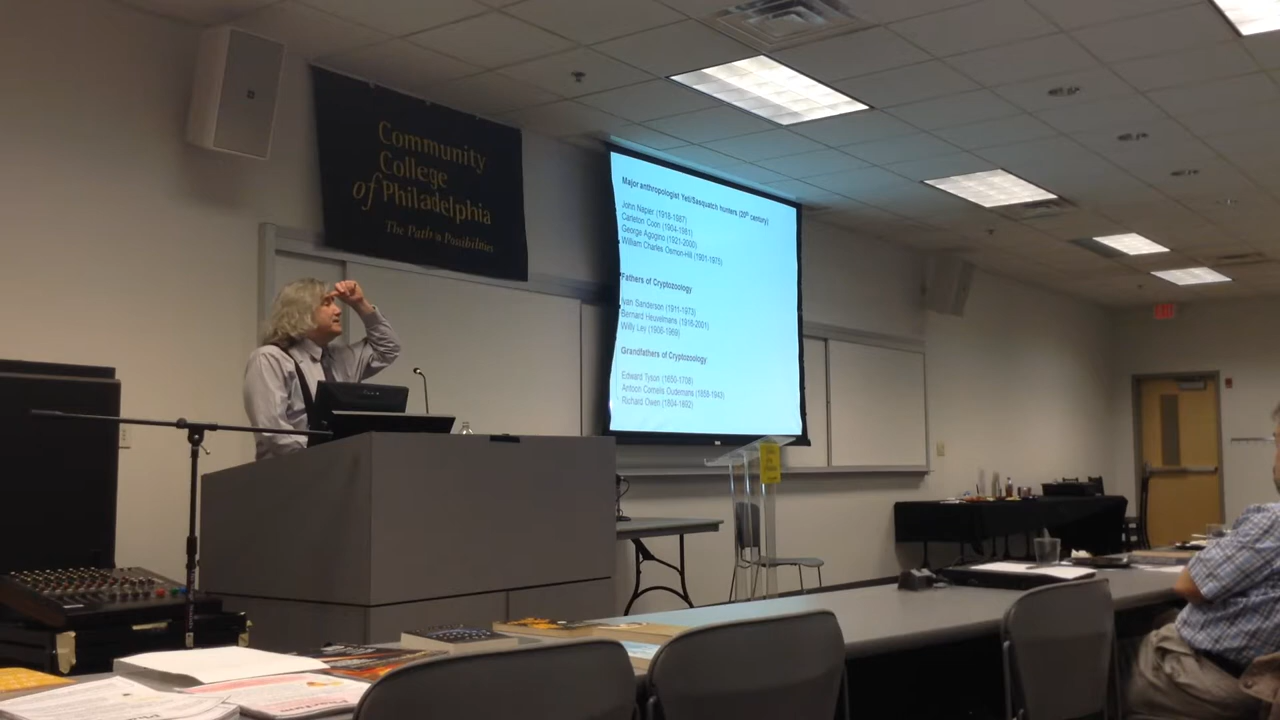 Community
College
of Philadelphia
The Path to Possibilities
Major anthropologist Yeti/Sasquatch hunters (20th century)
John Napier (1918-1987)
Carleton Coon (1904-1981)
George Agogino (1921-2000)
William Charles Osmon-Hill (1901-1975)
Fathers of Cryptozoology
Ivan Sanderson (1911-1973)
Bernard Heuvelmans (1916-2001)
Willy Ley (1906-1969)
Grandfathers of Cryptozoology
Edward Tyson (1650-1708)
Antoon Cornelis Oudemans (1858-1943)
Richard Owen (1804-1892)
EXIT